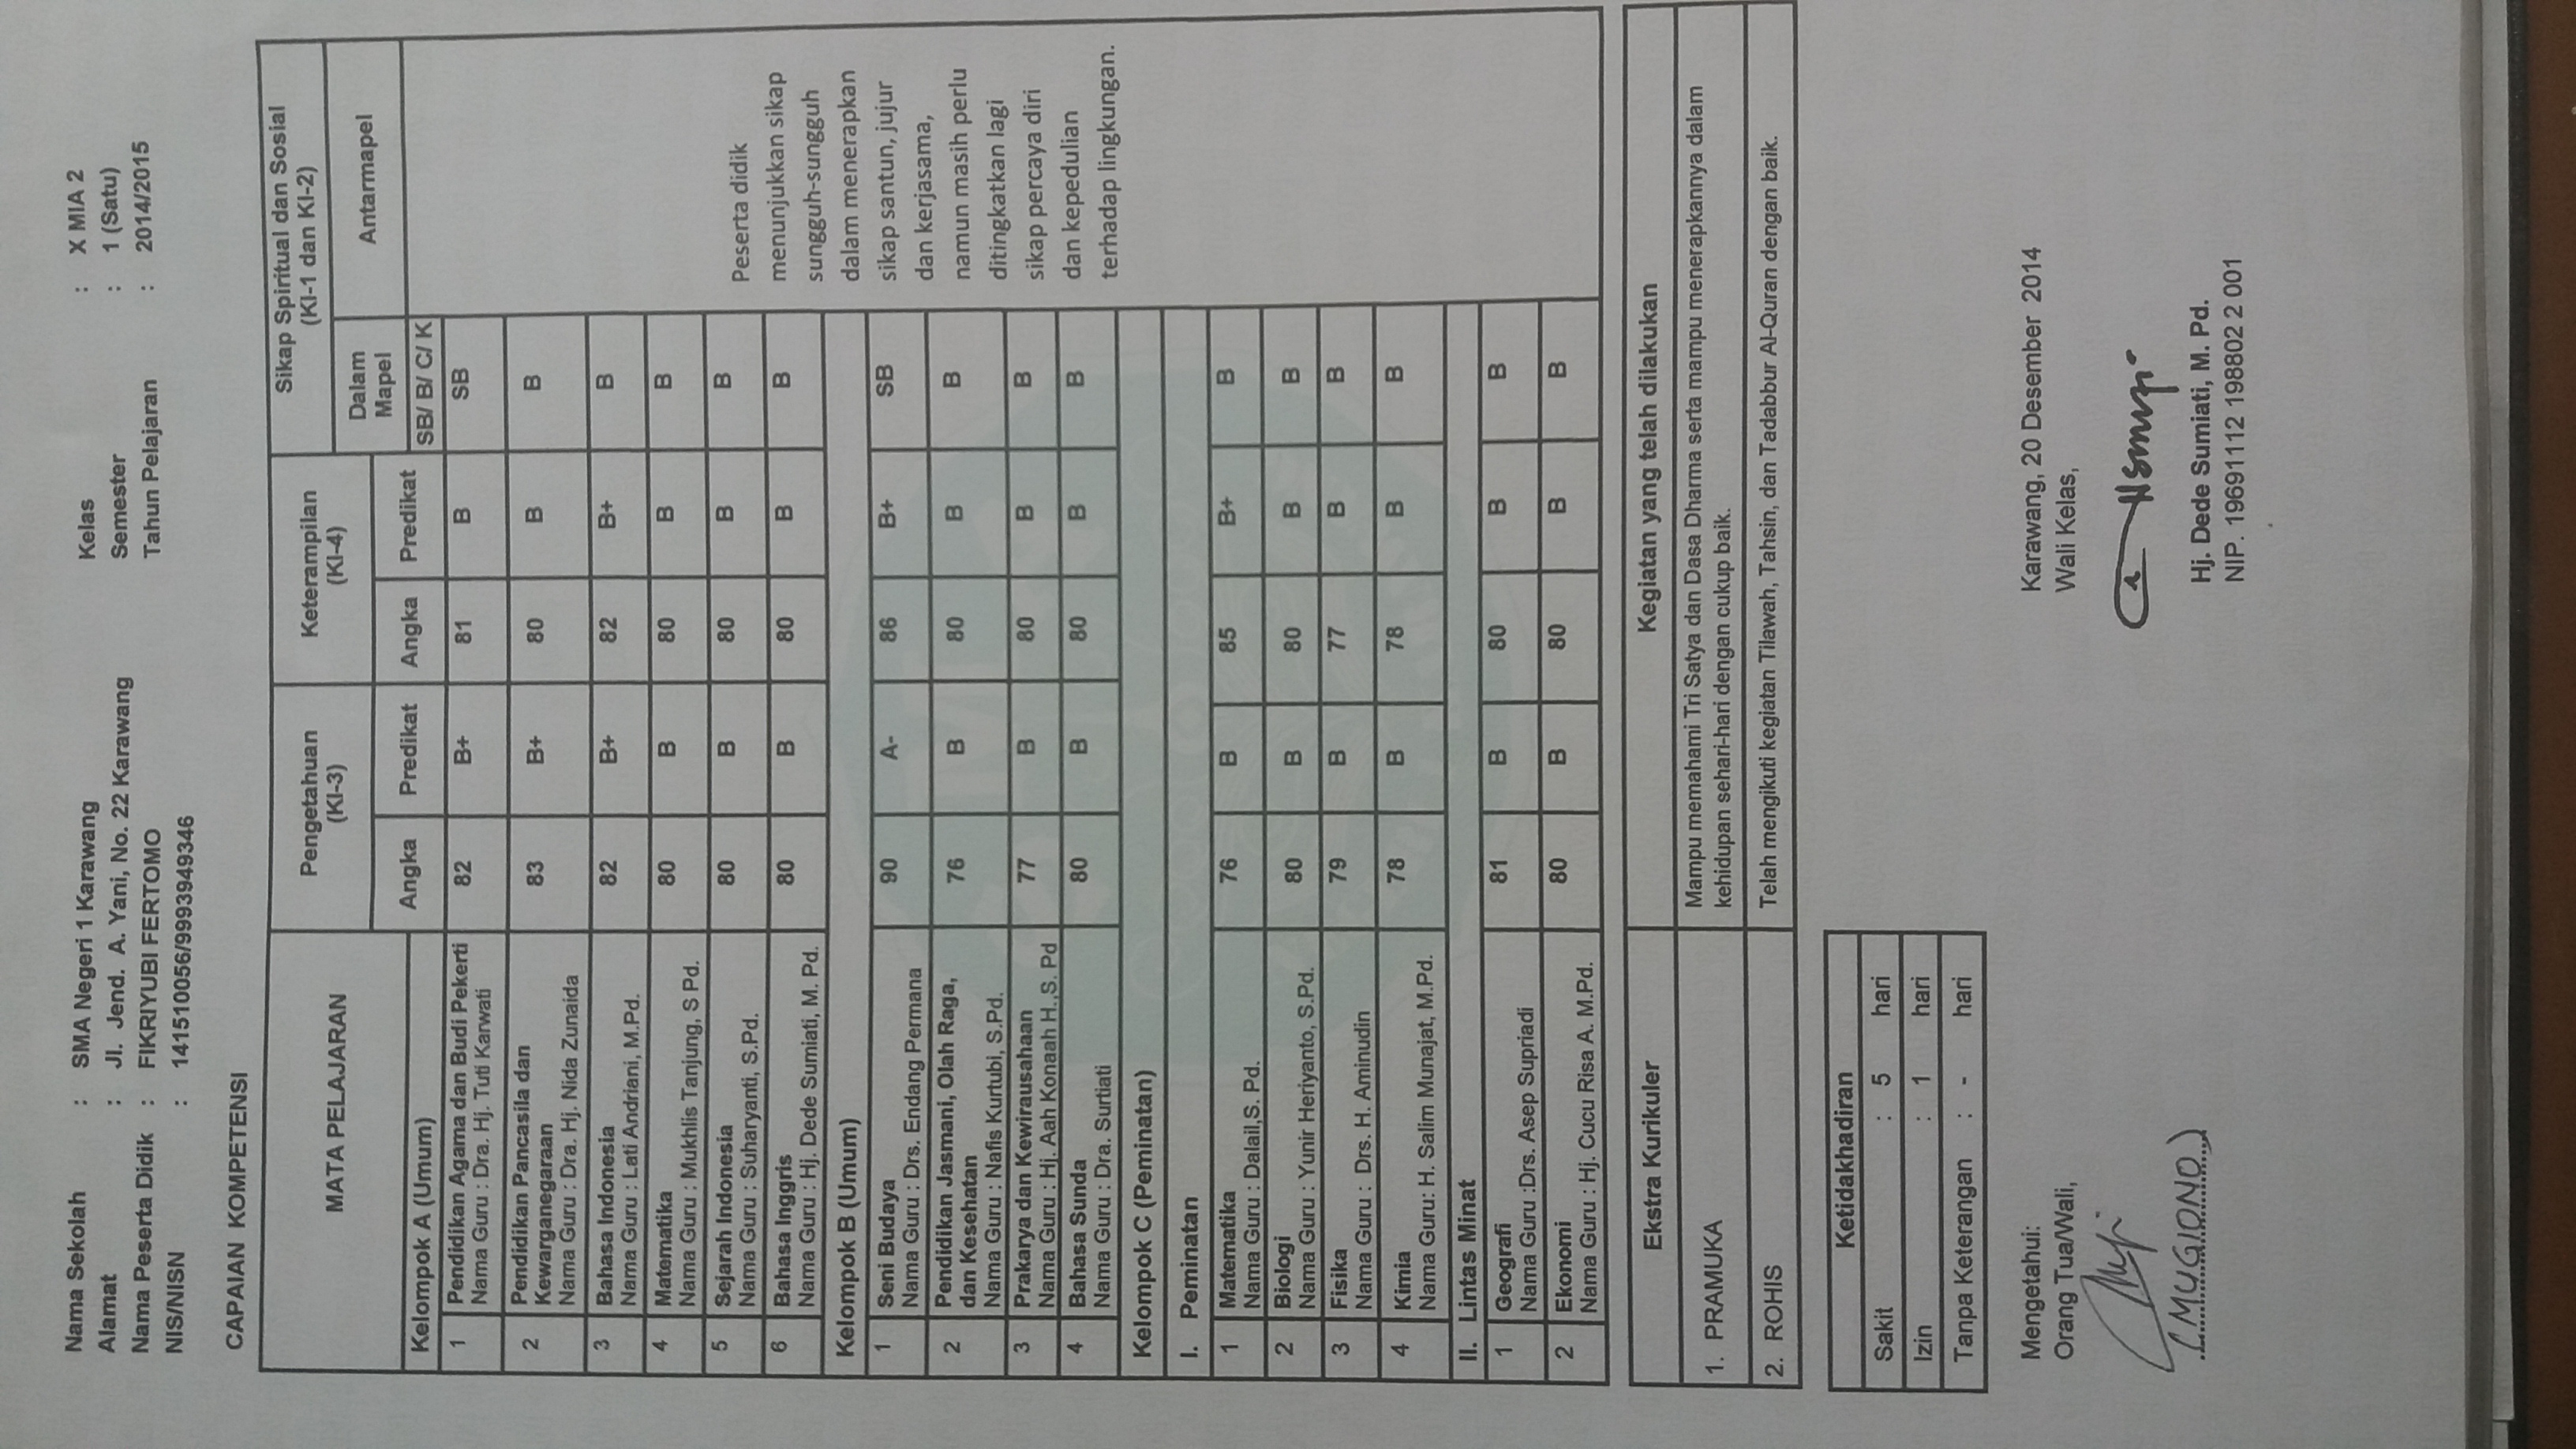 Nama Sekolah : SMA Negeri 1 Karawang Kelas : X MIA 2
Alamat : Jl. Jend. A. Yani, No. 22 Karawang Semester : 1 (Satu)
Nama Peserta Didik : FIKRIYUBI FERTOMO Tahun Pelajaran : 2014/2015
NIS/NISN : 141510056/9993949346
CAPAIAN KOMPETENSI
MATA PELAJARAN Pengetahuan (KI-3) Keterampilan (KI-4) Sikap Spiritual dan Sosial (KI-1 dan KI-2)
Dalam Mapel Antarmapel
Angka Predikat Angka Predikat SB/ B/ C/ K
Kelompok A (Umum)
1 Pendidikan Agama dan Budi Pekerti 82 B+ 81 B SB
Nama Guru : Dra. Hj. Tuti Karwati
2 Pendidikan Pancasila dan
Kewarganegaraan 83 B+ 80 B B
Nama Guru : Dra. Hj. Nida Zunaida
3 Bahasa Indonesia 82 B+ 82 B+ B
Nama Guru : Lati Andriani, M.Pd.
4 Matematika 80 B 80 B B
Nama Guru : Mukhlis Tanjung, S Pd.
5 Sejarah Indonesia 80 B 80 B B
Nama Guru : Suharyanti, S.Pd.
6 Bahasa Inggris 80 B 80 B B
Nama Guru : Hj. Dede Sumiati, M. Pd.
Kelompok B (Umum)
1 Seni Budaya 90 A- 86 B+ SB
Nama Guru : Drs. Endang Permana
2 Pendidikan Jasmani, Olah Raga,
dan Kesehatan 76 B 80 B B
Nama Guru : Nafis Kurtubi, S.Pd.
3 Prakarya dan Kewirausahaan 77 B 80 B B
Nama Guru : Hj. Aah Konaah H.,S. Pd
4 Bahasa Sunda 80 B 80 B B
Nama Guru : Dra. Surtiati
Kelompok C (Peminatan)
I. Peminatan
1 Matematika 76 B 85 B+ B
Nama Guru : Dalail,S. Pd.
2 Biologi 80 B 80 B B
Nama Guru : Yunir Heriyanto, S.Pd.
3 Fisika 79 B 77 B B
Nama Guru : Drs. H. Aminudin
4 Kimia 78 B 78 B B
Nama Guru: H. Salim Munajat, M.Pd.
II. Lintas Minat
1 Geografi 81 B 80 B B
Nama Guru :Drs. Asep Supriadi
2 Ekonomi 80 B 80 B B
Nama Guru : Hj. Cucu Risa A. M.Pd.
Peserta didik
menunjukkan sikap
sungguh-sungguh
dalam menerapkan
sikap santun, jujur
dan kerjasama,
namun masih perlu
ditingkatkan lagi
sikap percaya diri
dan kepedulian
terhadap lingkungan.
Ekstra Kurikuler Kegiatan yang telah dilakukan
1. PRAMUKA Mampu memahami Tri Satya dan Dasa Dharma serta mampu menerapkannya dalam
kehidupan sehari-hari dengan cukup baik.
2. ROHIS Telah mengikuti kegiatan Tilawah, Tahsin, dan Tadabbur Al-Quran dengan baik.
Ketidakhadiran
Sakit : 5 hari
Izin : 1 hari
Tanpa Keterangan : - hari
Mengetahui:
Orang Tua/Wali,
(MUGIONO)
Karawang, 20 Desember 2014
Wali Kelas,
Hj. Dede Sumiati, M. Pd.
NIP. 19691112 198802 2 001